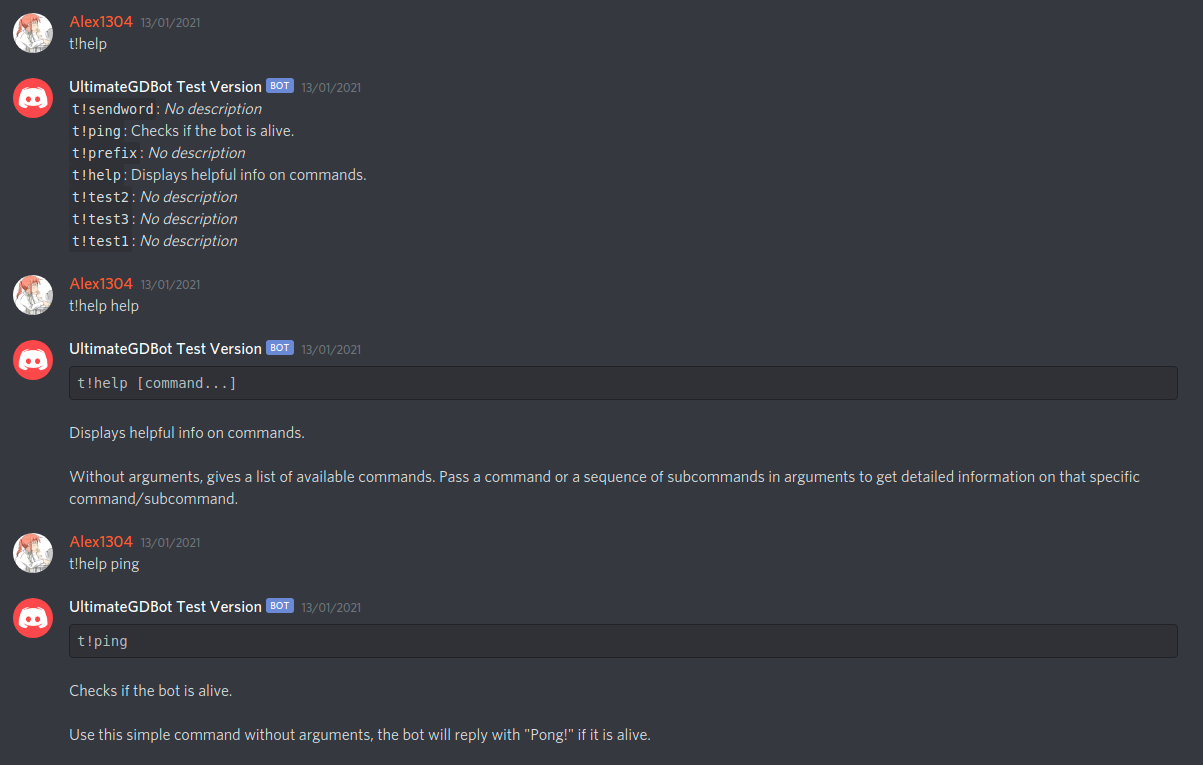 Alex1304 13/01/2021
t!help
UltimateGDBot Test Version BOT 13/01/2021
t!sendword: No description
t!ping: Checks if the bot is alive.
t!prefix: No description
t!help: Displays helpful info on commands.
t!test2: No description
t!test3: No description
t!test1: No description
Alex1304 13/01/2021
t!help help
UltimateGDBot Test Version BOT 13/01/2021
t!help [command...]
Displays helpful info on commands.
Without arguments, gives a list of available commands. Pass a command or a sequence of subcommands in arguments to get detailed information on that specific
command/subcommand.
Alex1304 13/01/2021
t!help ping
UltimateGDBot Test Version BOT 13/01/2021
t!ping
Checks if the bot is alive.
Use this simple command without arguments, the bot will reply with "Pong!" if it is alive.